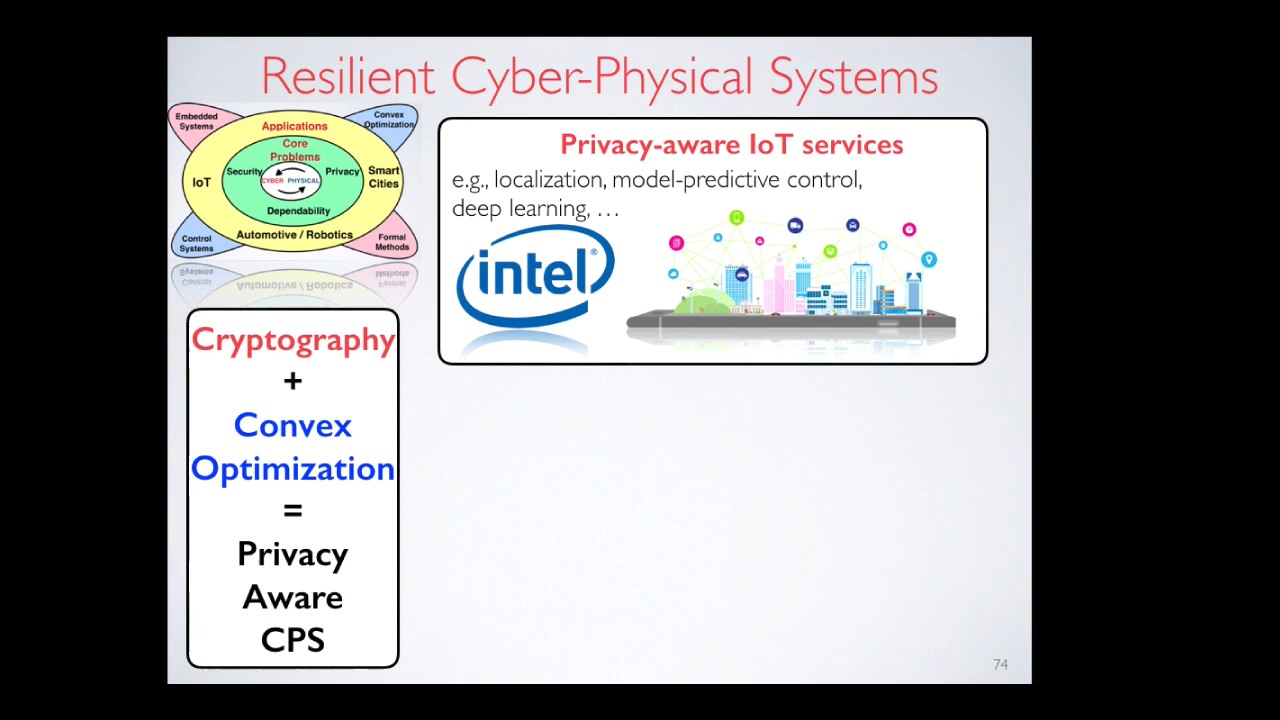 Resilient Cyber-Physical Systems
Embedded
Systems
Convex
Optimization
Applications
Core
Problems
IoT
Security
CYBER PHYSICAL
Privacy
Smart
Cities
Dependability
Automotive / Robotics
Control
Systems
Formal
Methods
Privacy-aware IoT services
e.g., localization, model-predictive control,
deep learning, …
intel®
Cryptography
+
Convex
Optimization
=
Privacy
Aware
CPS
74